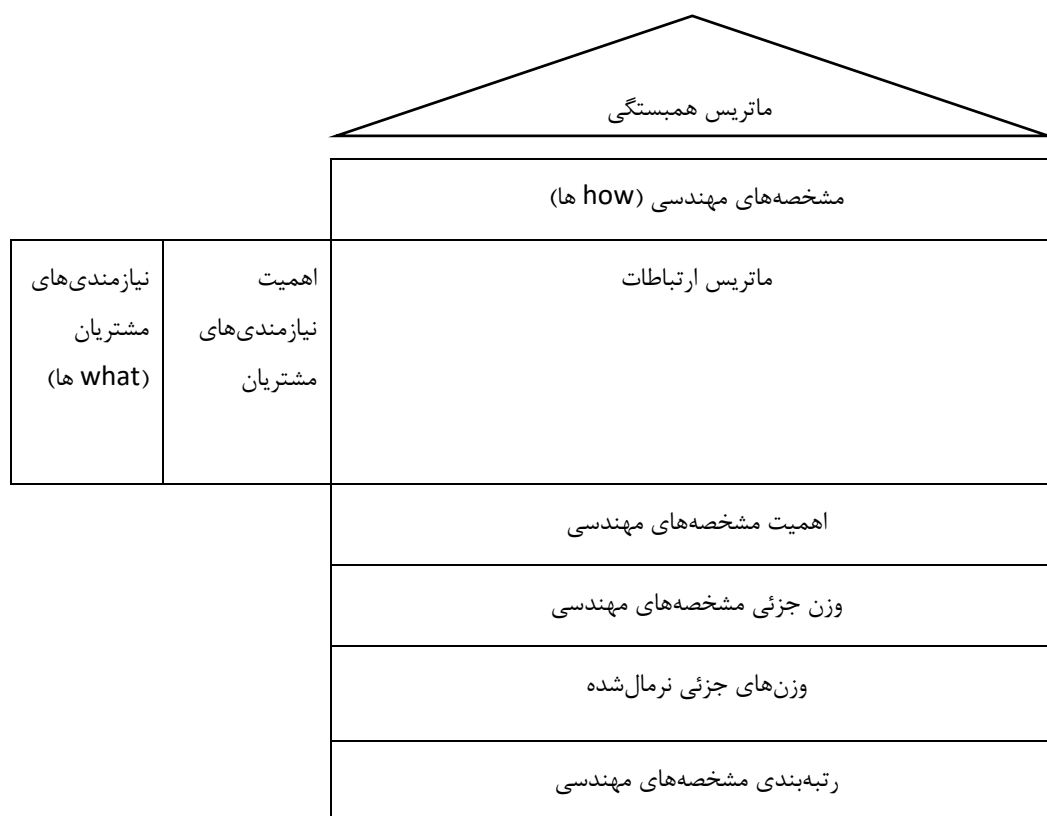 ماتریس همبستگی
مشخصه‌های مهندسی (how ها)
ماتریس ارتباطات
اهمیت
نیازمندی‌های
مشتریان
نیازمندی‌های
مشتریان
(what ها)
اهمیت مشخصه‌های مهندسی
وزن جزئی مشخصه‌های مهندسی
وزن‌های جزئی نرمال‌شده
رتبه‌بندی مشخصه‌های مهندسی